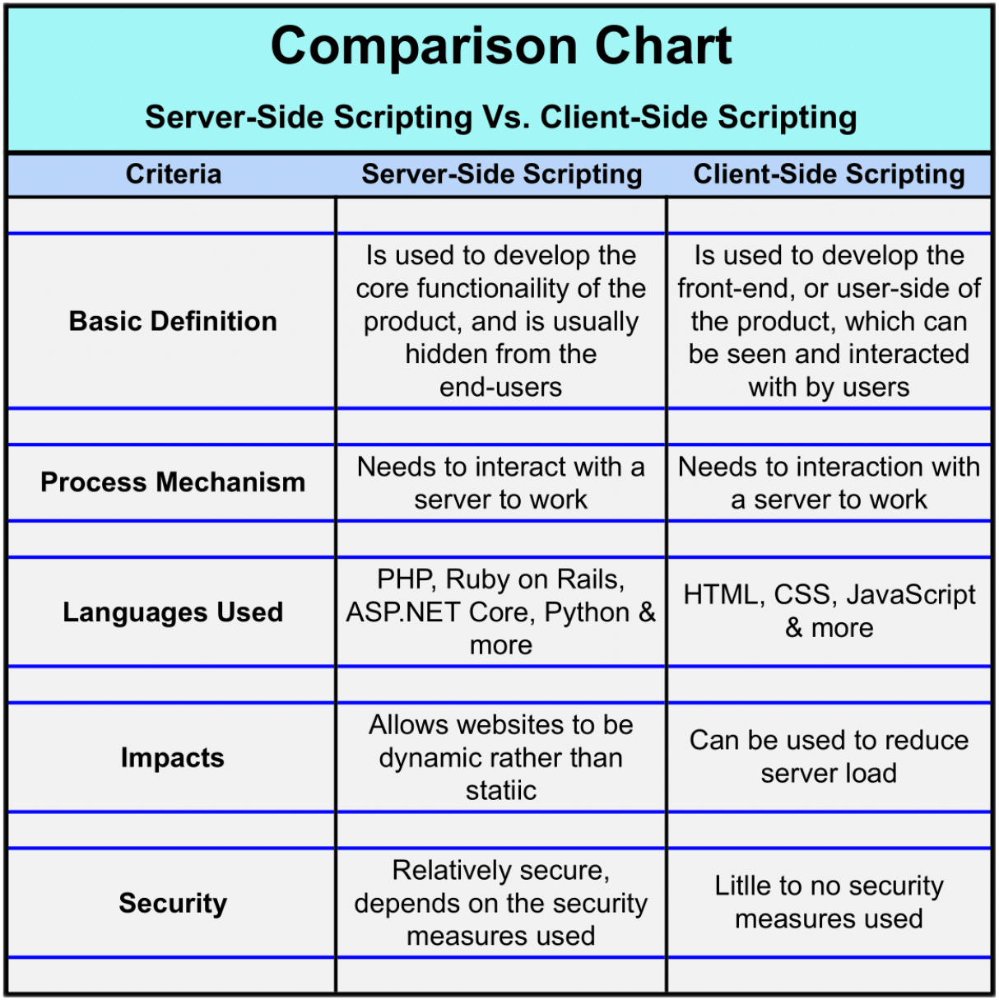 Comparison Chart
Server-Side Scripting Vs. Client-Side Scripting
Criteria
Server-Side Scripting
Client-Side Scripting
Basic Definition
Is used to develop the
core functionaility of the
product, and is usually
hidden from the
end-users
Is used to develop the
front-end, or user-side of
the product, which can
be seen and interacted
with by users
Process Mechanism
Needs to interact with a
server to work
Needs to interaction with
a server to work
Languages Used
PHP, Ruby on Rails,
ASP.NET Core, Python &
more
HTML, CSS, JavaScript
& more
Impacts
Allows websites to be
dynamic rather than
statiic
Can be used to reduce
server load
Security
Relatively secure,
depends on the security
measures used
Litlle to no security
measures used